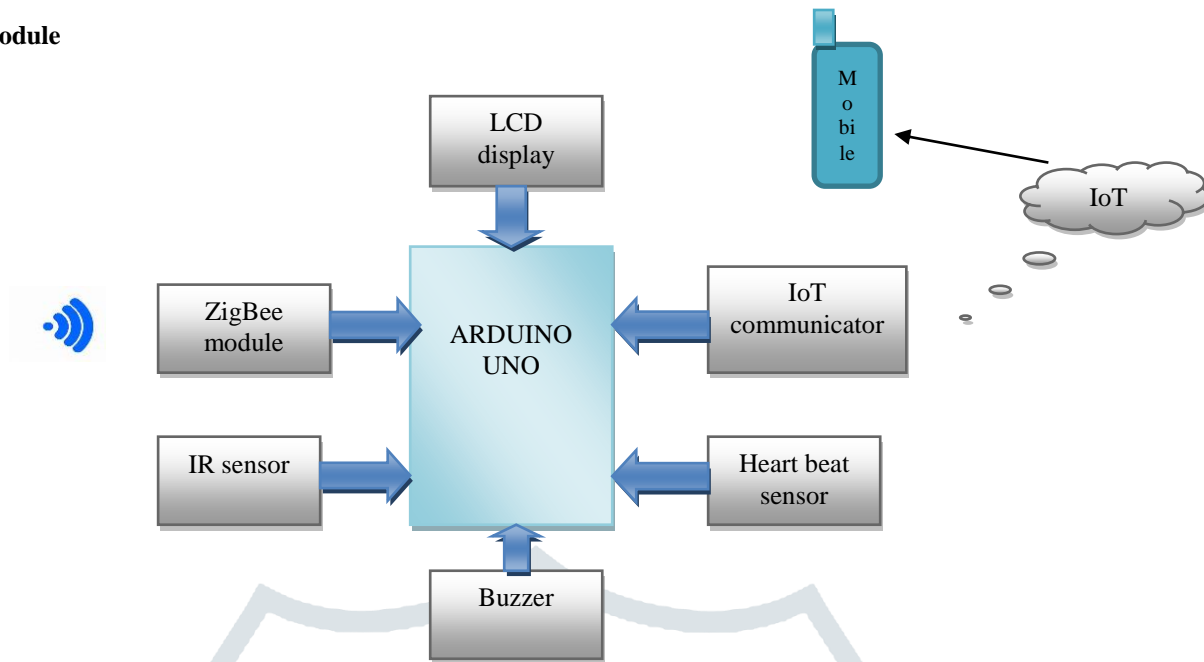 odule
M
o
bi
le
LCD
display
IoT
ZigBee
module
ARDUINO
UNO
IoT
communicator
IR sensor
Heart beat
sensor
Buzzer